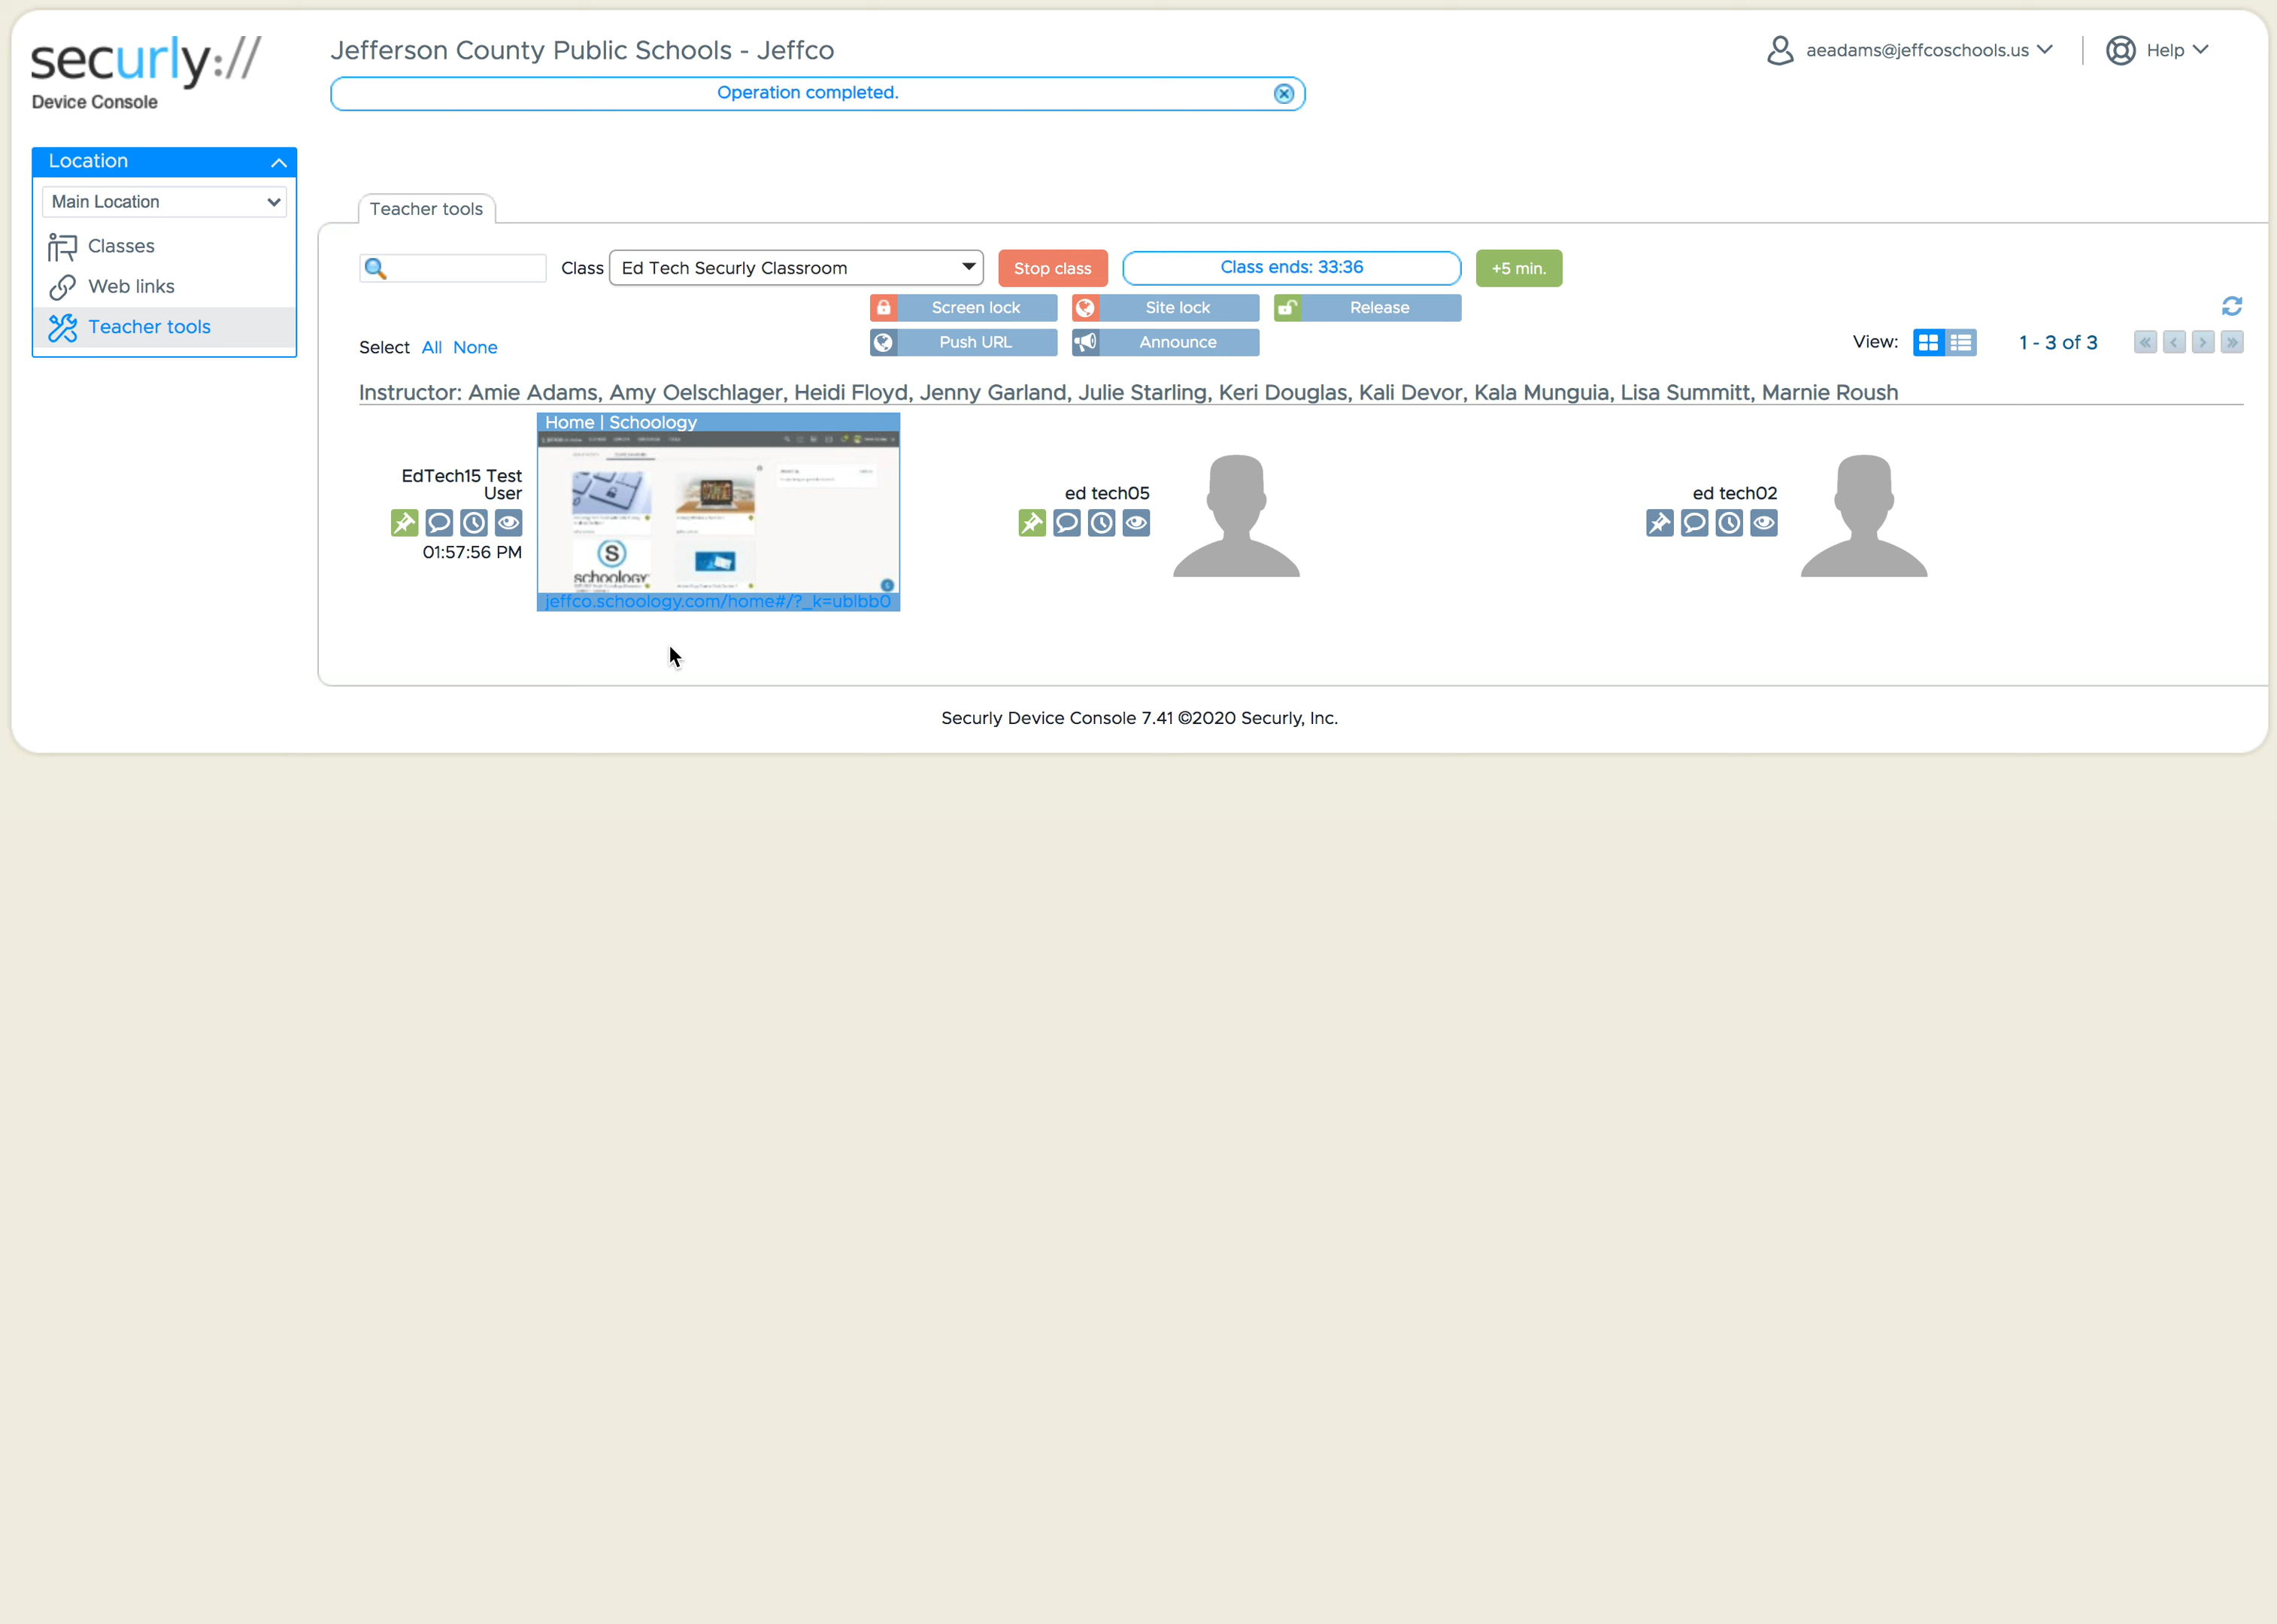 securly://
Device Console
Jefferson County Public Schools - Jeffco
aeadams@jeffcoschools.us
Help
Operation completed.
Location
Main Location
Classes
Web links
Teacher tools
Teacher tools
Class
Ed Tech Securly Classroom
Stop class
Class ends: 33:36
+5 min.
Screen lock
Site lock
Release
Select All None
Push URL
Announce
View:
1 - 3 of 3
Instructor: Amie Adams, Amy Oelschlager, Heidi Floyd, Jenny Garland, Julie Starling, Keri Douglas, Kali Devor, Kala Munguia, Lisa Summitt, Marnie Roush
EdTech15 Test
User
01:57:56 PM
Home | Schoology
S
schoology
jeffco.schoology.com/home#/?_k=ublbb0
ed tech05
ed tech02
Securly Device Console 7.41 ©2020 Securly, Inc.